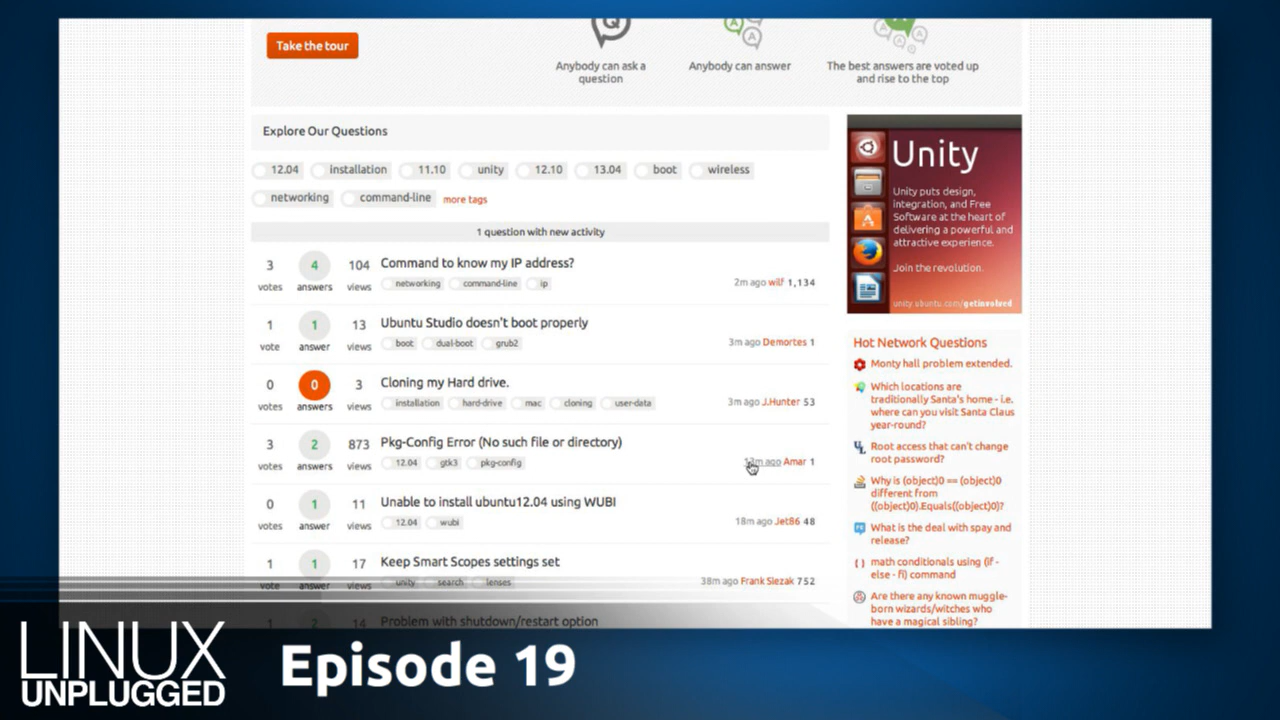 Take the tour
Anybody can ask a
question
Anybody can answer
The best answers are voted up
and rise to the top
Explore Our Questions
12.04 installation 11.10 unity 12.10 13.04 boot wireless
networking command-line more tags
1 question with new activity
3 votes 4 answers 104 views
Command to know my IP address?
networking command-line ip
2m ago wilf 1,134
1 vote 1 answer 13 views
Ubuntu Studio doesn't boot properly
boot dual-boot grub2
3m ago Demortes 1
0 votes 0 answers 3 views
Cloning my Hard drive.
installation hard-drive mac cloning user-data
3m ago J.Hunter 53
3 votes 2 answers 873 views
Pkg-Config Error (No such file or directory)
12.04 gtk3 pkg-config
ago Amar 1
0 votes 1 answer 11 views
Unable to install ubuntu12.04 using WUBI
12.04 wubi
18m ago Jet86 48
1 votes 1 answer 17 views
Keep Smart Scopes settings set
unity search lenses
38m ago Frank Slezak 752
1 2 14 Problem with shutdown/restart option
Unity
Unity puts design,
integration, and Free
Software at the heart of
delivering a powerful and
attractive experience.
Join the revolution.
unity.ubuntu.com/getinvolved
Hot Network Questions
Monty hall problem extended.
Which locations are
traditionally Santa's home - i.e.
where can you visit Santa Claus
year-round?
Root access that can't change
root password?
Why is (object)0 == (object)0
different from
((object)0).Equals((object)0)?
What is the deal with spay and
release?
math conditionals using (if -
else - fi) command
Are there any known muggle-
born wizards/witches who
have a magical sibling?
LINUX
UNPLUGGED
Episode 19